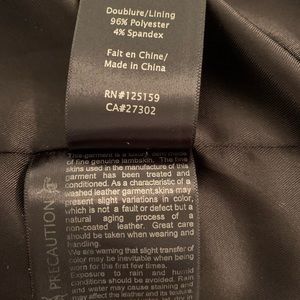 Doublure/Lining
96% Polyester
4% Spandex
Fait en Chine/
Made in China
RN#125159
CA#27302
PRECAUTION
This garment is a luxury item made
of fine genuine lambskin. The fine
skins used in the manufacture of this
garment has been treated and
conditioned. As a characteristic of a
washed leather garment, skins may
present slight variations in color,
which is not a fault or defect but a
natural aging process of a
non-coated leather. Great care
should be taken when wearing and
handling.
We are warning that slight transfer of
color may be inevitable when being
worn for the first few times.
Exposure to rain and humid
conditions should be avoided. Rain
and water may cause staining and
may affect the leather and its texture.